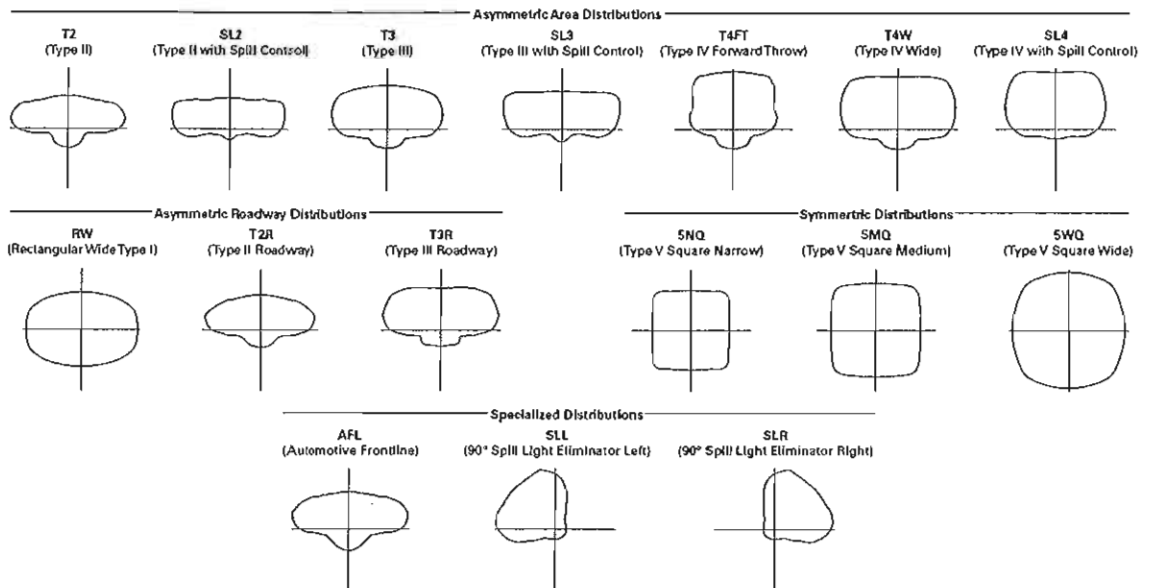 Asymmetric Area Distributions
T2
(Type II)
SL2
(Type II with Spill Control)
T3
(Type III)
SL3
(Type III with Spill Control)
T4FT
(Type IV Forward Throw)
T4W
(Type IV Wide)
SL4
(Type IV with Spill Control)
Asymmetric Roadway Distributions
RW
(Rectangular Wide Type I)
T2R
(Type II Roadway)
T3R
(Type III Roadway)
Symmertric Distributions
5NQ
(Type V Square Narrow)
5MQ
(Type V Square Medium)
5WQ
(Type V Square Wide)
Specialized Distributions
AFL
(Automotive Frontline)
SLL
(90° Spill Light Eliminator Left)
SLR
(90° Spill Light Eliminator Right)